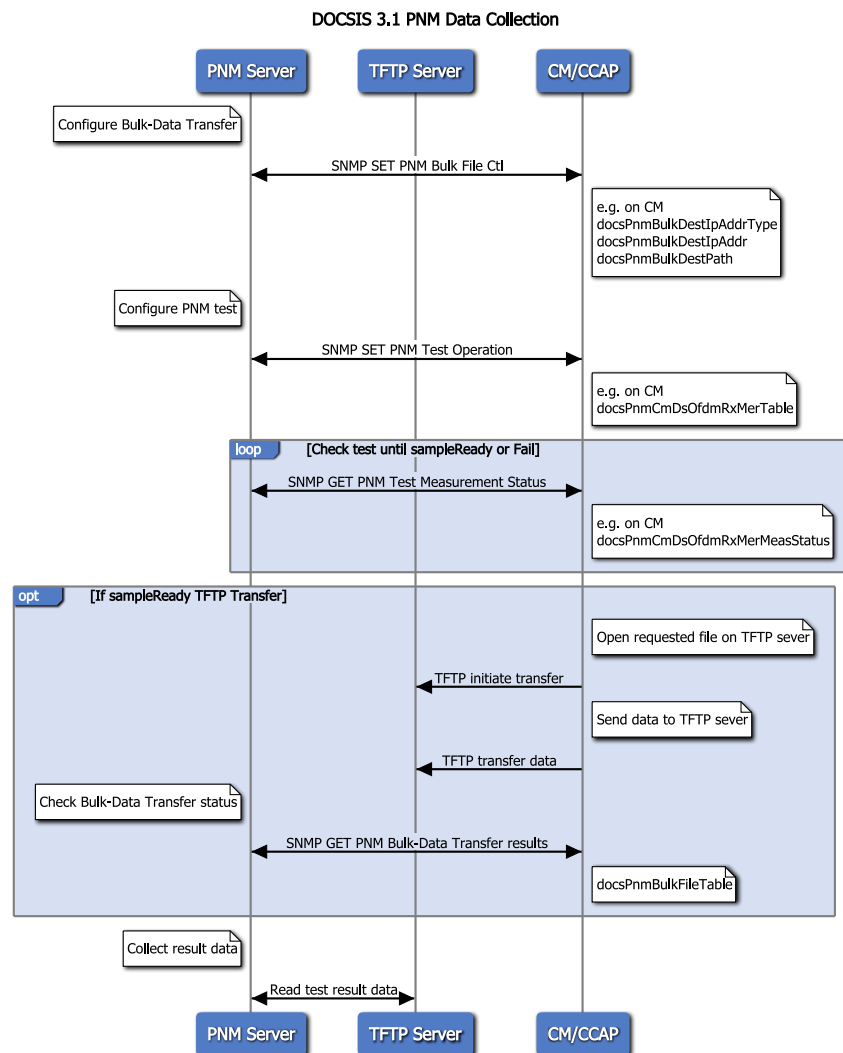 DOCSIS 3.1 PNM Data Collection
PNM Server
TFTP Server
CM/CCAP
Configure Bulk-Data Transfer
SNMP SET PNM Bulk File Ctl
e.g. on CM
docsPnmBulkDestIpAddrType
docsPnmBulkDestIpAddr
docsPnmBulkDestPath
Configure PNM test
SNMP SET PNM Test Operation
e.g. on CM
docsPnmCmDsOfdmRxMerTable
loop
[Check test until sampleReady or Fail]
SNMP GET PNM Test Measurement Status
e.g. on CM
docsPnmCmDsOfdmRxMerMeasStatus
opt
[If sampleReady TFTP Transfer]
Open requested file on TFTP sever
TFTP initiate transfer
Send data to TFTP sever
TFTP transfer data
Check Bulk-Data Transfer status
SNMP GET PNM Bulk-Data Transfer results
docsPnmBulkFileTable
Collect result data
Read test result data
PNM Server
TFTP Server
CM/CCAP